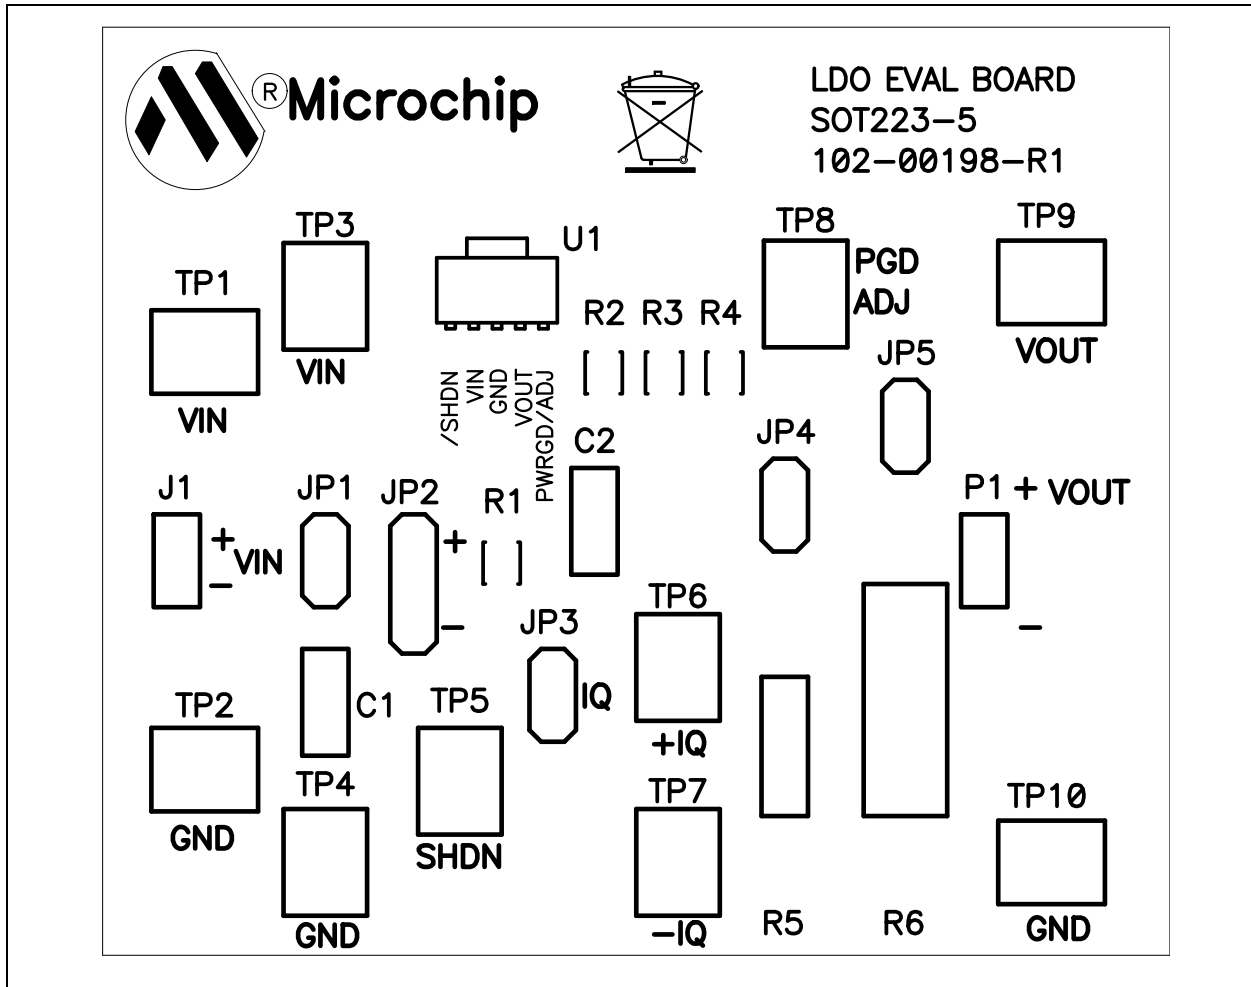 ® Microchip
LDO EVAL BOARD
SOT223-5
102-00198-R1
TP3
TP8
TP9
U1
TP1
PGD
ADJ
R2 R3 R4
VOUT
JP5
VIN
/SHDN
VIN
GND
VOUT
PWRGD/ADJ
VIN
C2
JP4
J1
JP1
JP2
R1
P1 + VOUT
+
VIN
-
+
-
TP6
-
JP3
IQ
TP2
C1
TP5
+IQ
TP4
TP7
TP10
GND
SHDN
GND
-IQ
R5
R6
GND